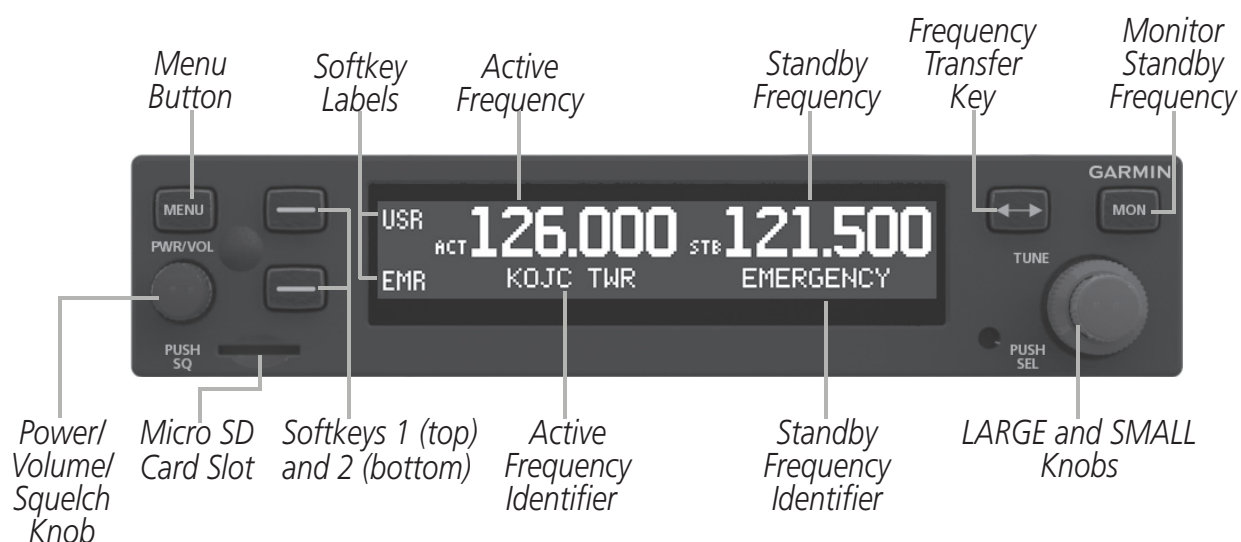 Menu
Button
Softkey
Labels
Active
Frequency
Standby
Frequency
Frequency
Transfer
Key
Monitor
Standby
Frequency
GARMIN
MENU
MON
PWR/VOL
TUNE
USR
ACT 126.000
STB 121.500
EMR
KOJC TWR
EMERGENCY
PUSH
SQ
PUSH
SEL
Power/
Volume/
Squelch
Knob
Micro SD
Card Slot
Softkeys 1 (top)
and 2 (bottom)
Active
Frequency
Identifier
Standby
Frequency
Identifier
LARGE and SMALL
Knobs